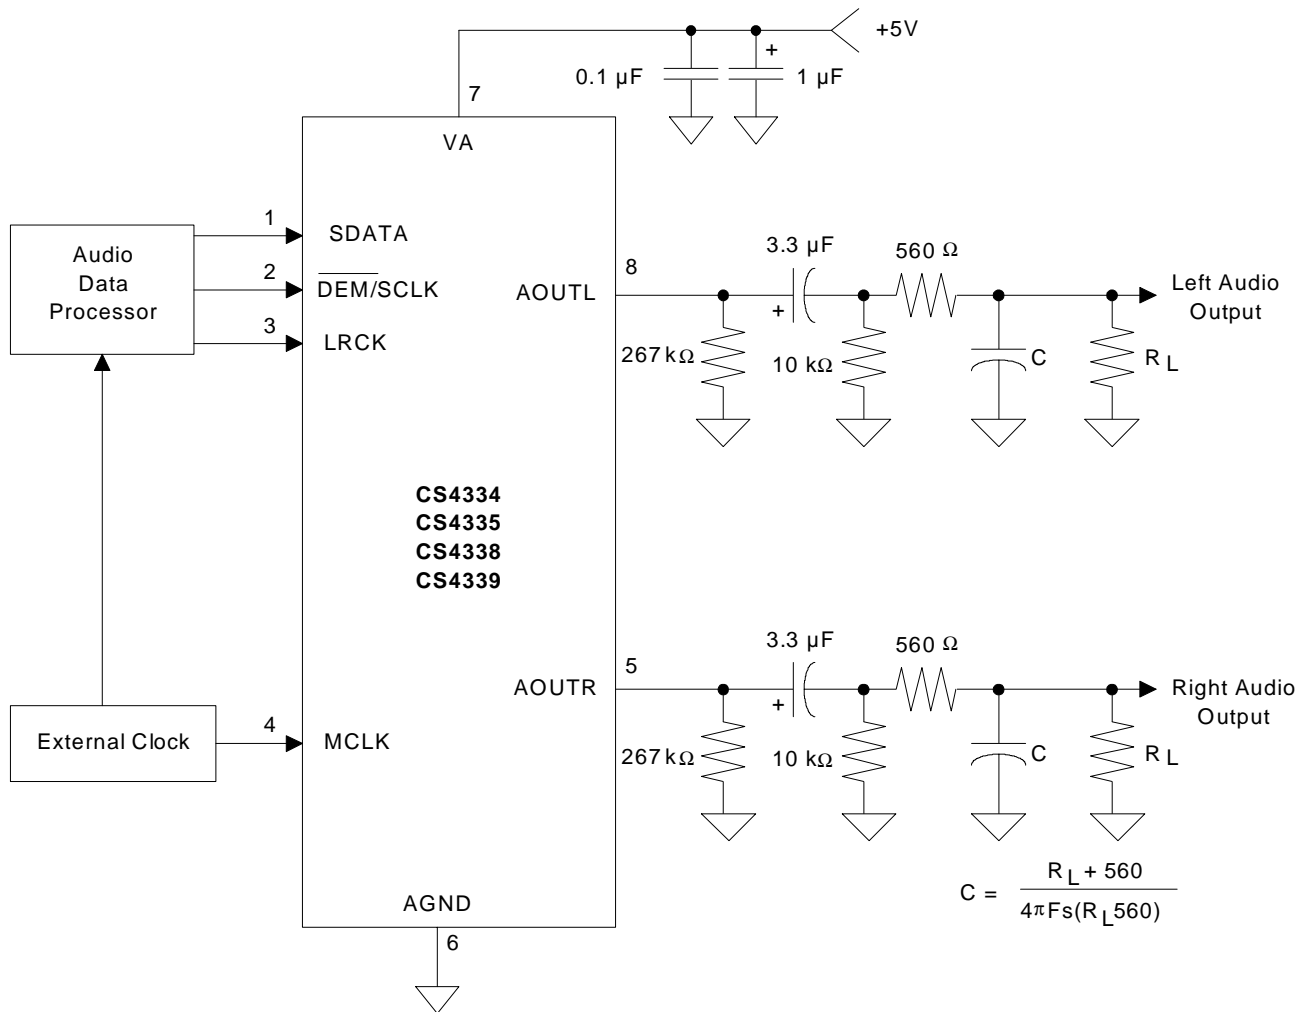 +5V
0.1 µF
+
1 µF
7
VA
1
SDATA
Audio
Data
Processor
2
DEM/SCLK
3
LRCK
8
AOUTL
3.3 µF
+
560 Ω
Left Audio
Output
267 kΩ
10 kΩ
C
R L
CS4334
CS4335
CS4338
CS4339
5
AOUTR
3.3 µF
+
560 Ω
Right Audio
Output
External Clock
4
MCLK
267 kΩ
10 kΩ
C
R L
AGND
6
C = R L + 560
4πFs(R L 560)